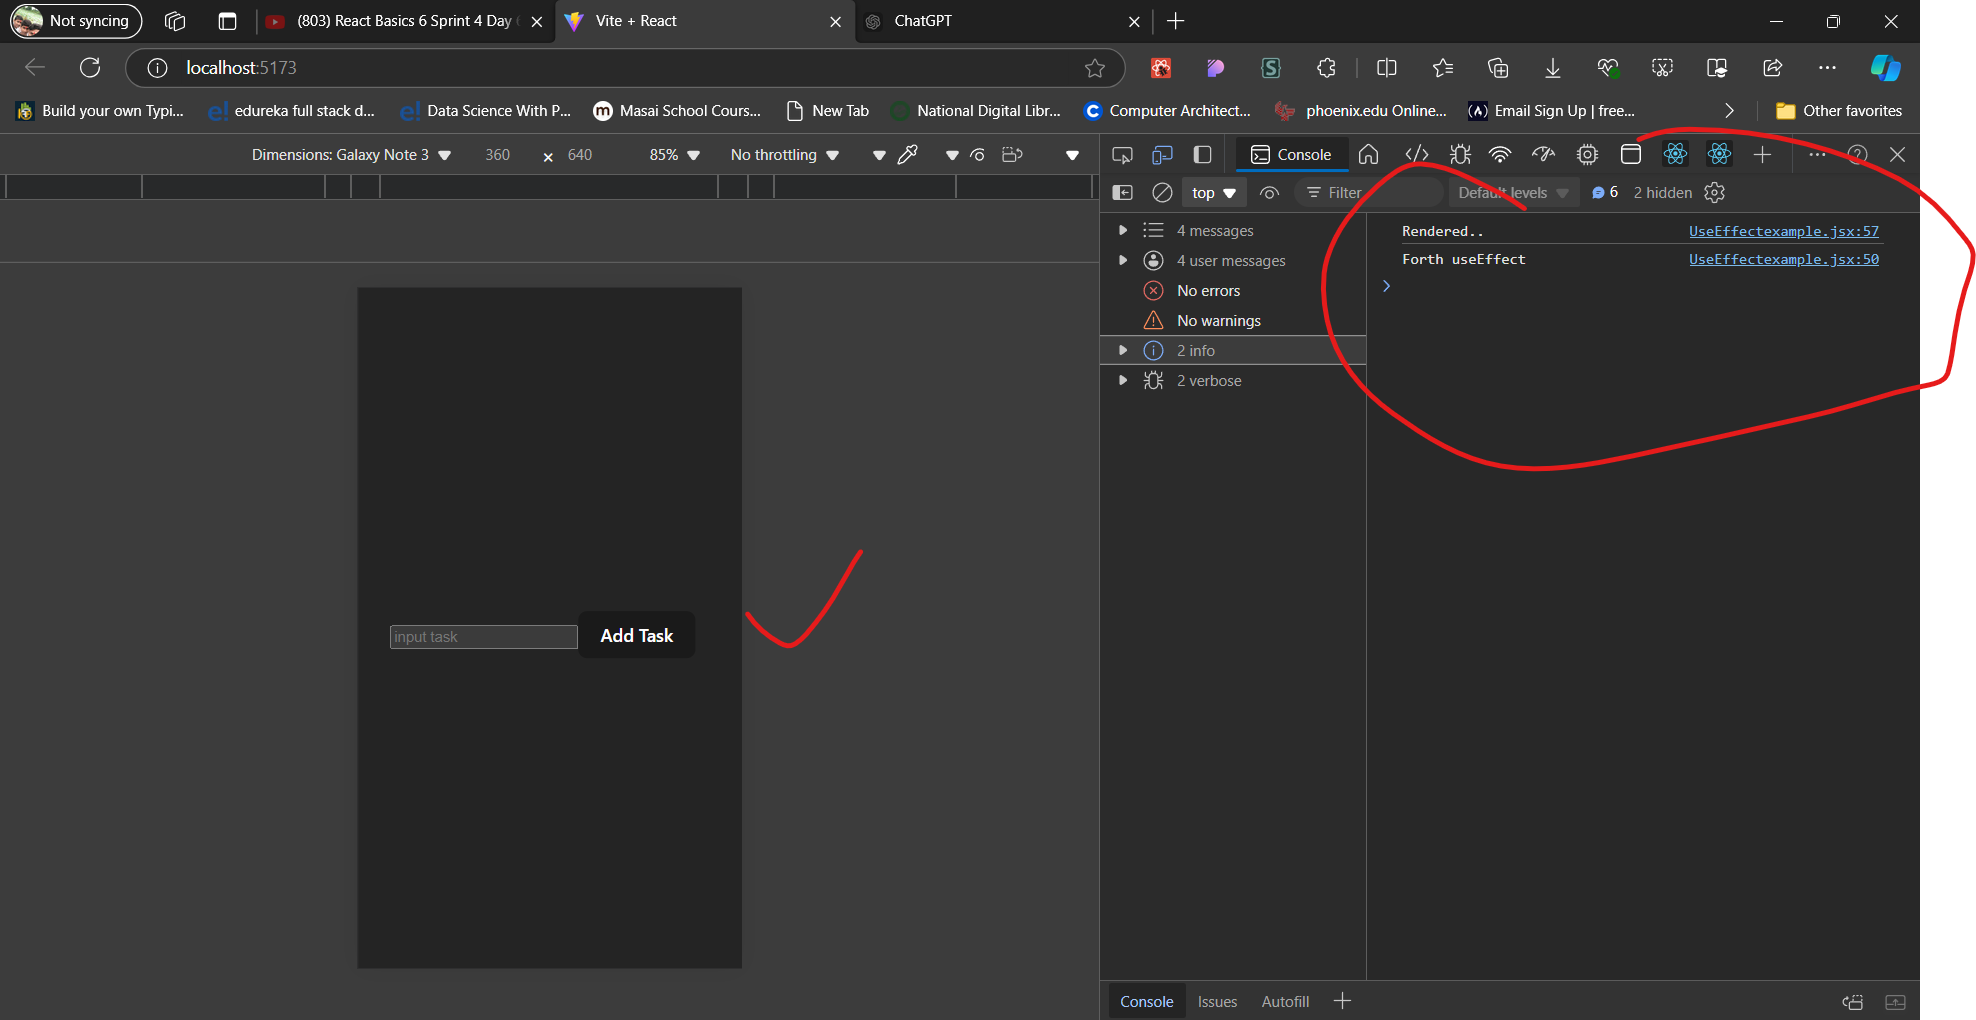 Not syncing
(803) React Basics 6 Sprint 4 Day
Vite + React
ChatGPT
localhost:5173
Build your own Typi...
edureka full stack d...
Data Science With P...
Masai School Cours...
New Tab
National Digital Libr...
Computer Architect...
phoenix.edu Online...
Email Sign Up | free...
Other favorites
Dimensions: Galaxy Note 3
360
x
640
85%
No throttling
Console
top
Filter
Default levels
6
2 hidden
4 messages
4 user messages
No errors
No warnings
2 info
2 verbose
Rendered.. UseEffectexample.jsx:57
Forth useEffect UseEffectexample.jsx:50
input task
Add Task
Console
Issues
Autofill